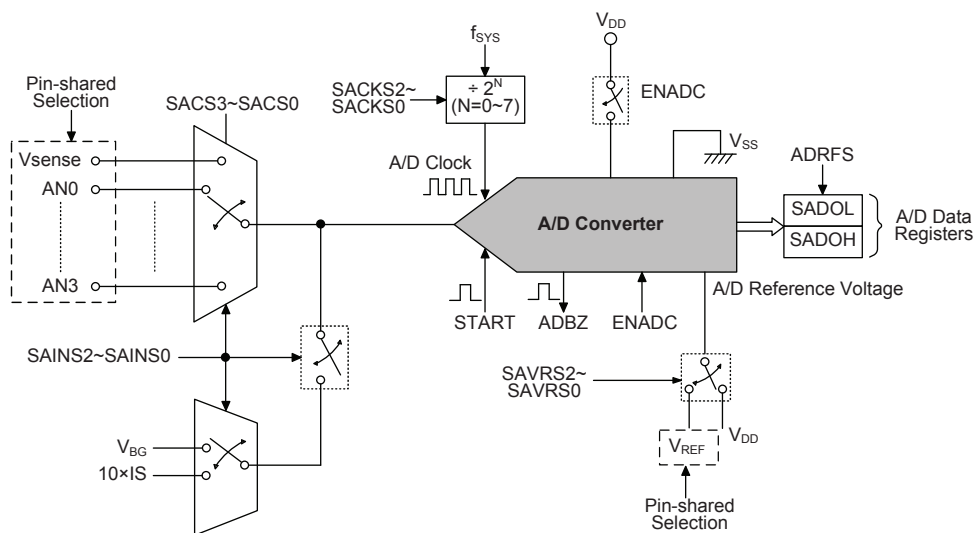 f_SYS
V_DD
Pin-shared
Selection
SACS3~SACS0
SACKS2~
SACKS0
÷ 2^N
(N=0~7)
ENADC
Vsense
AN0
AN3
A/D Clock
V_SS
ADRFS
A/D Converter
SADOL
SADOH
A/D Data
Registers
START
ADBZ
ENADC
A/D Reference Voltage
SAINS2~SAINS0
SAVRS2~
SAVRS0
V_BG
10×IS
V_REF
V_DD
Pin-shared
Selection